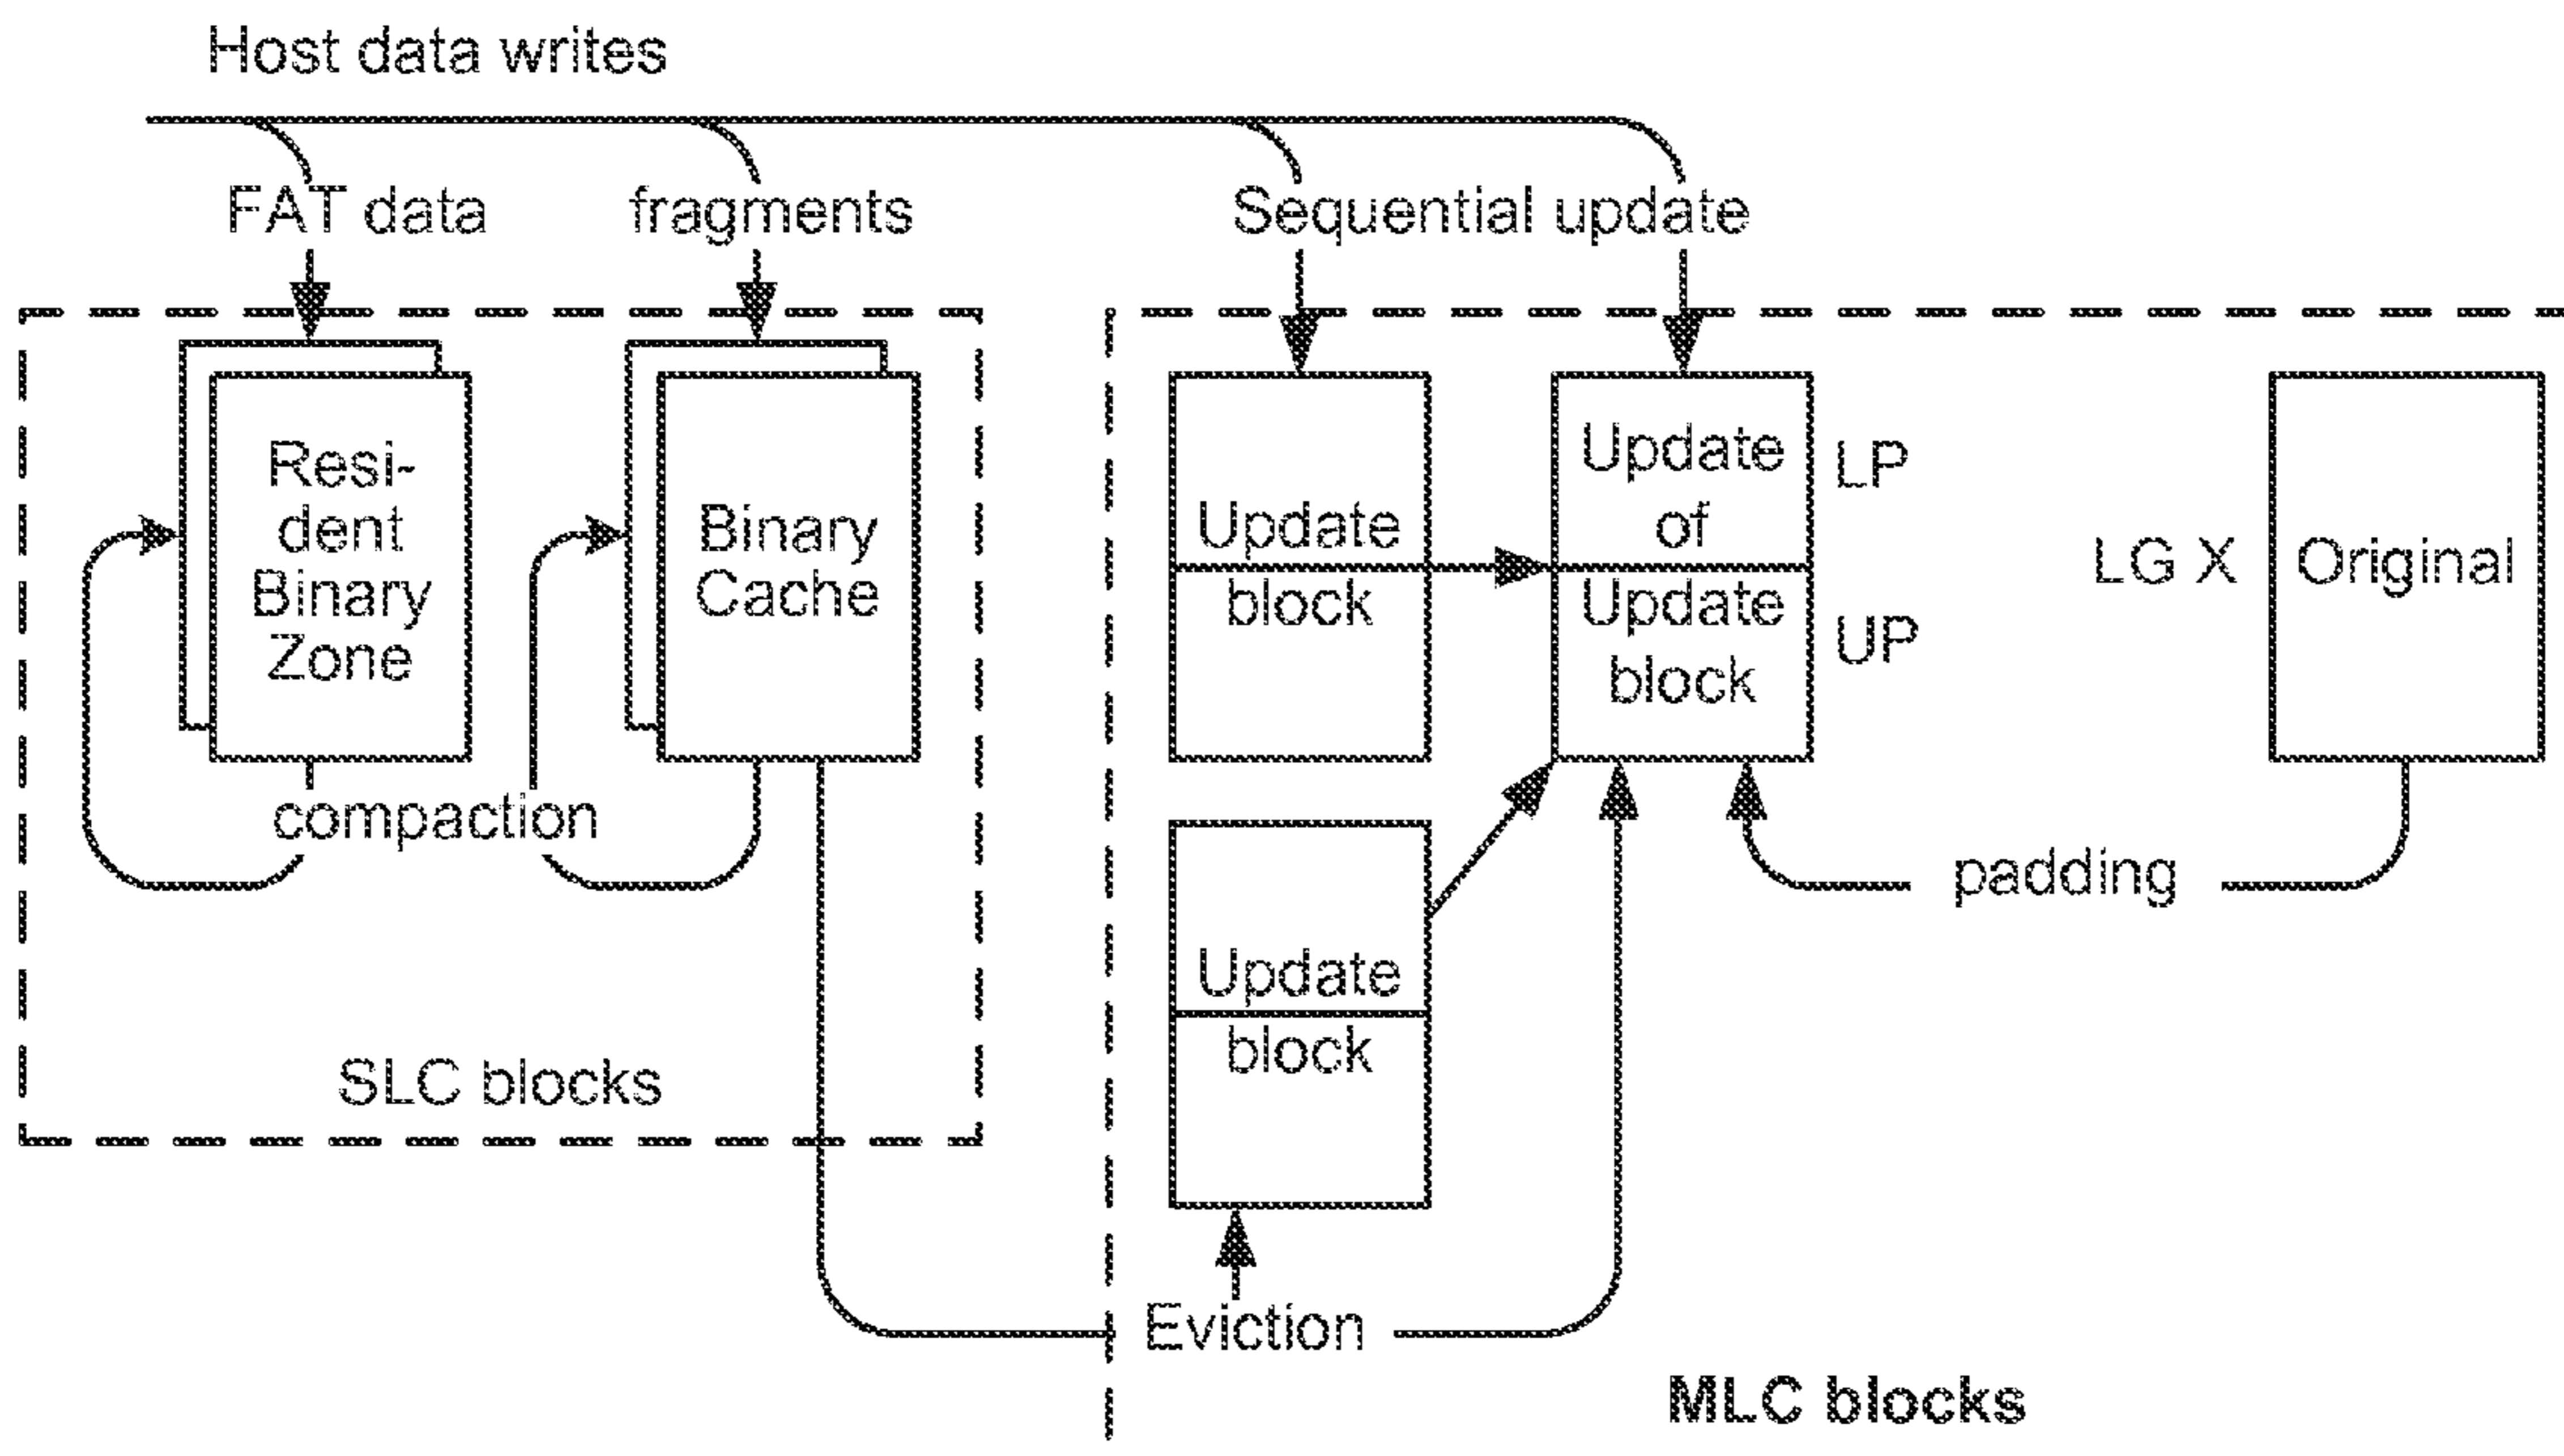 Host data writes
FAT data
fragments
Sequential update
Resi-
dent
Binary
Zone
Binary
Cache
Update
block
Update
of
Update
block
LP
UP
LG X
Original
compaction
padding
Update
block
SLC blocks
Eviction
MLC blocks